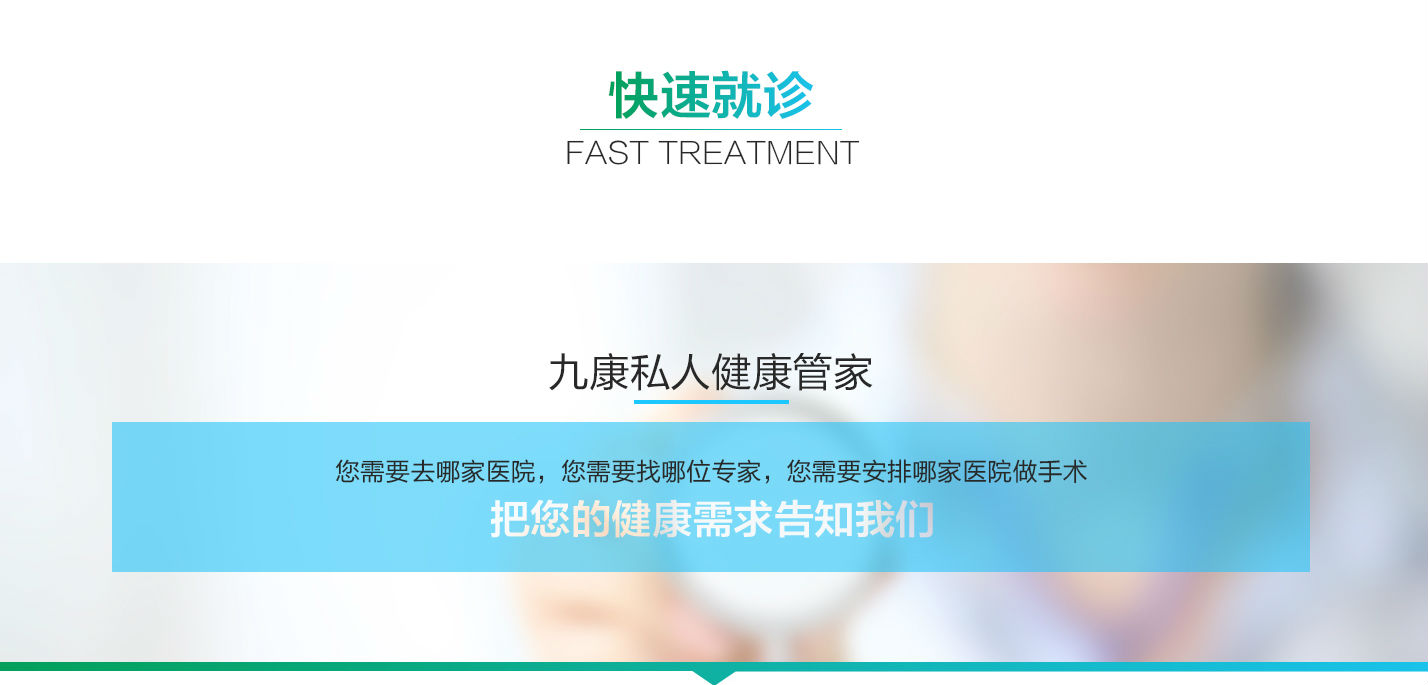 快速就诊
FAST TREATMENT
九康私人健康管家
您需要去哪家医院，您需要找哪位专家，您需要安排哪家医院做手术
把您的健康需求告知我们